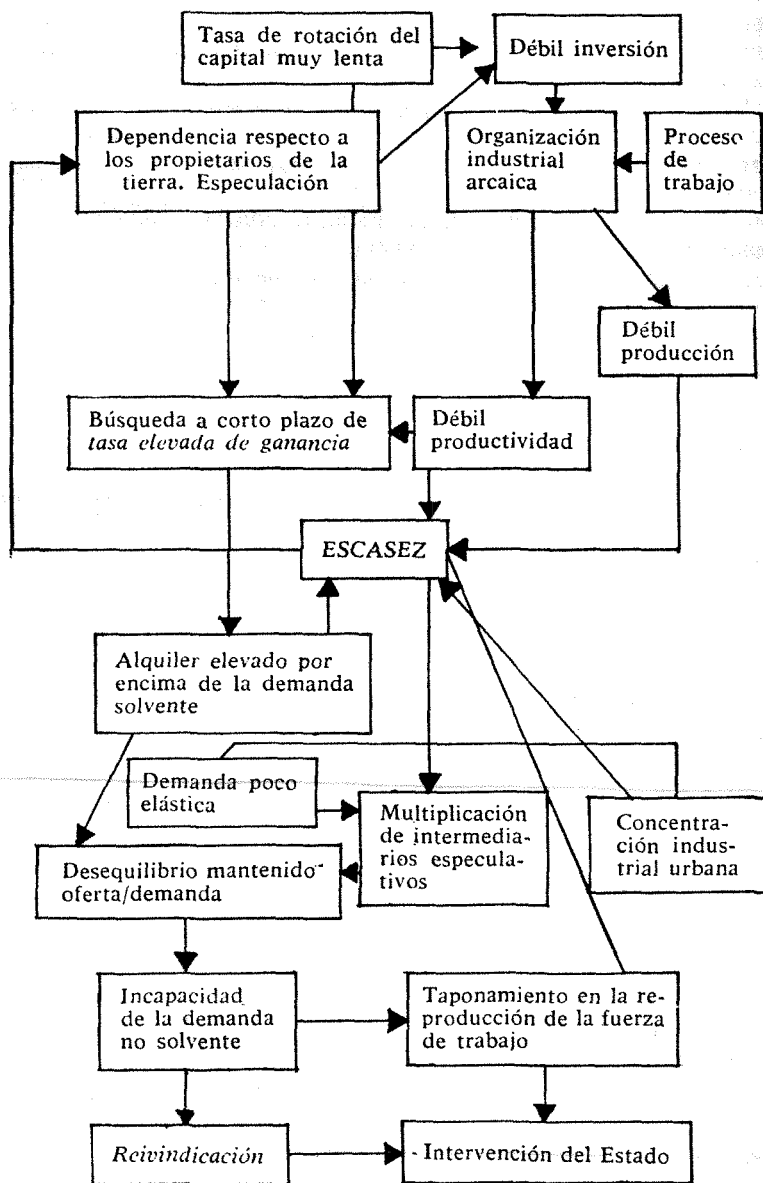 Tasa de rotación del
capital muy lenta
Débil inversión
Dependencia respecto a
los propietarios de la
tierra. Especulación
Organización
industrial
arcaica
Proceso
de
trabajo
Débil
producción
Búsqueda a corto plazo de
tasa elevada de ganancia
Débil
productividad
ESCASEZ
Alquiler elevado por
encima de la demanda
solvente
Demanda poco
elástica
Multiplicación
de intermedia-
rios especula-
tivos
Concentra-
ción indus-
trial urbana
Desequilibrio mantenido
oferta/demanda
Incapacidad
de la demanda
no solvente
Taponamiento en la re-
producción de la fuerza
de trabajo
Reivindicación
Intervención del Estado